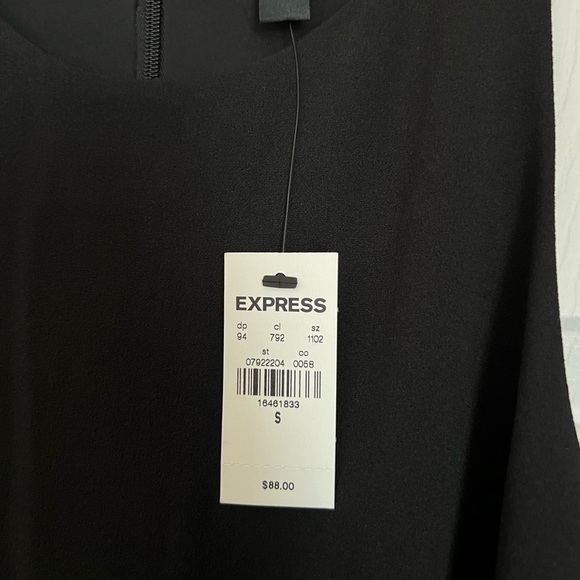 EXPRESS
dp cl sz
94 792 1102
st co
07922204 0058
16461833
S
$88.00